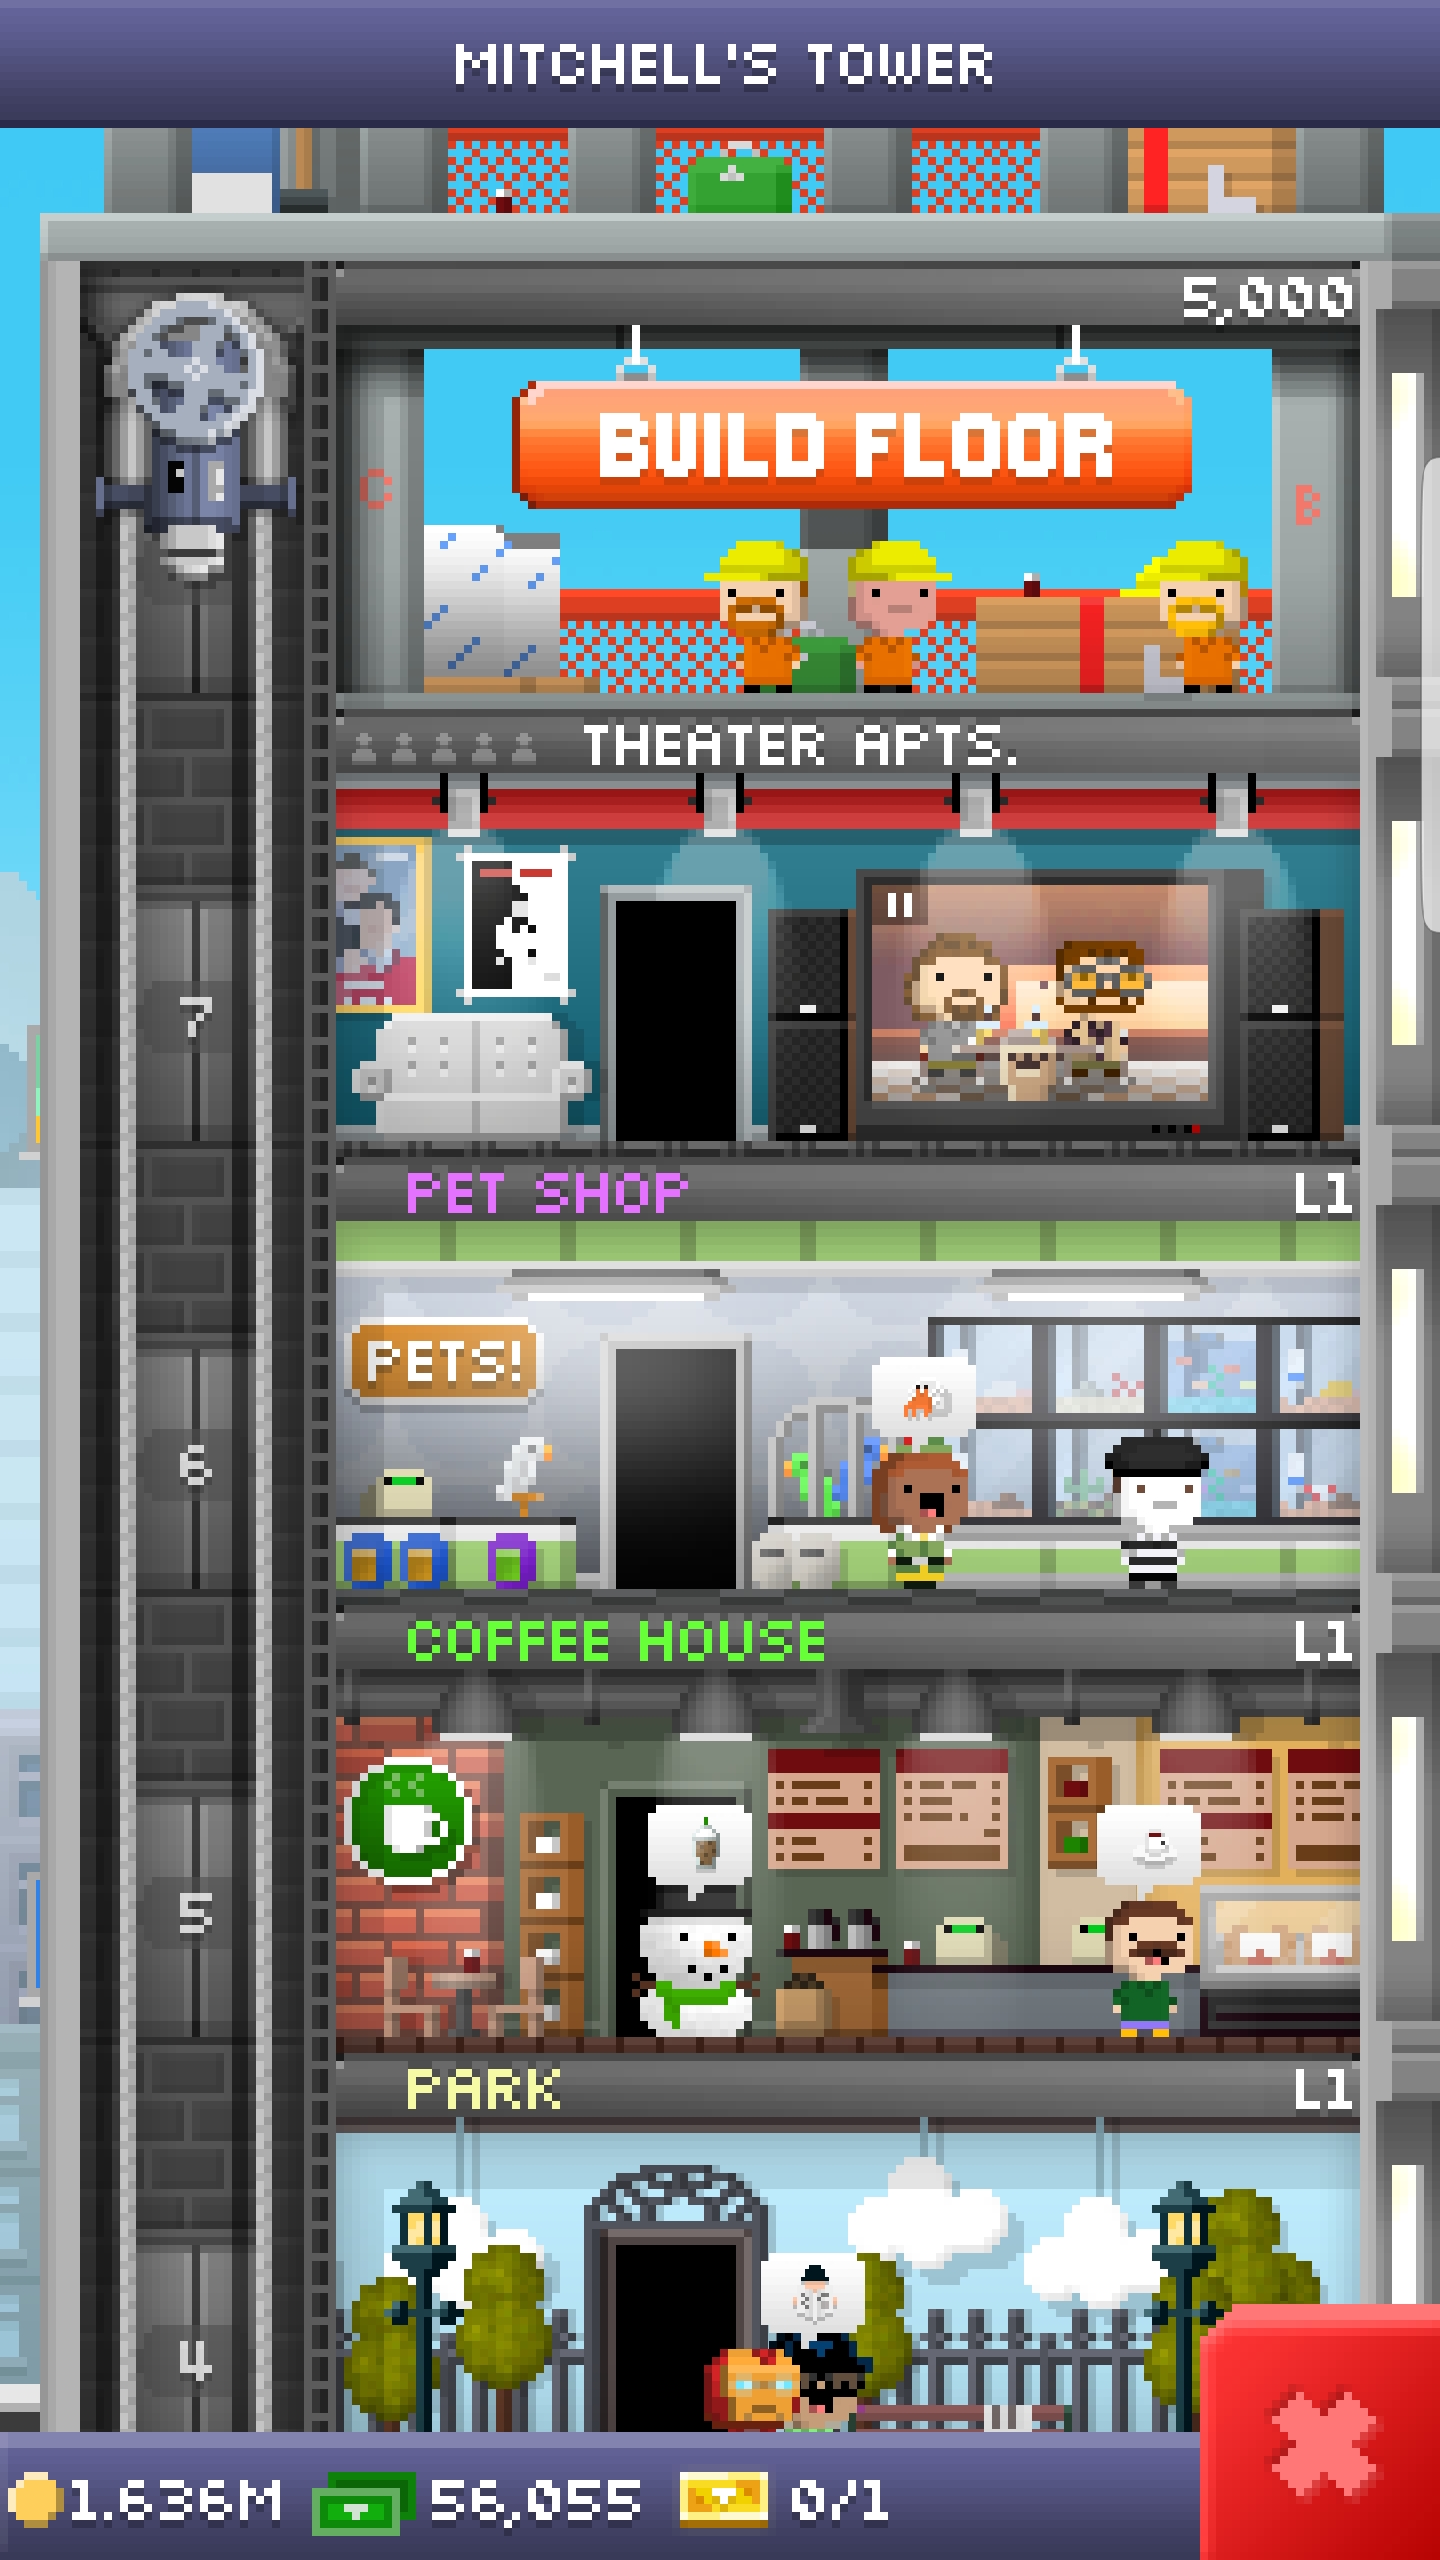 MITCHELL'S TOWER
5,000
BUILD FLOOR
C
B
THEATER APTS.
7
PET SHOP L1
PETS!
6
COFFEE HOUSE L1
5
PARK L1
4
1.636M 56,055 0/1